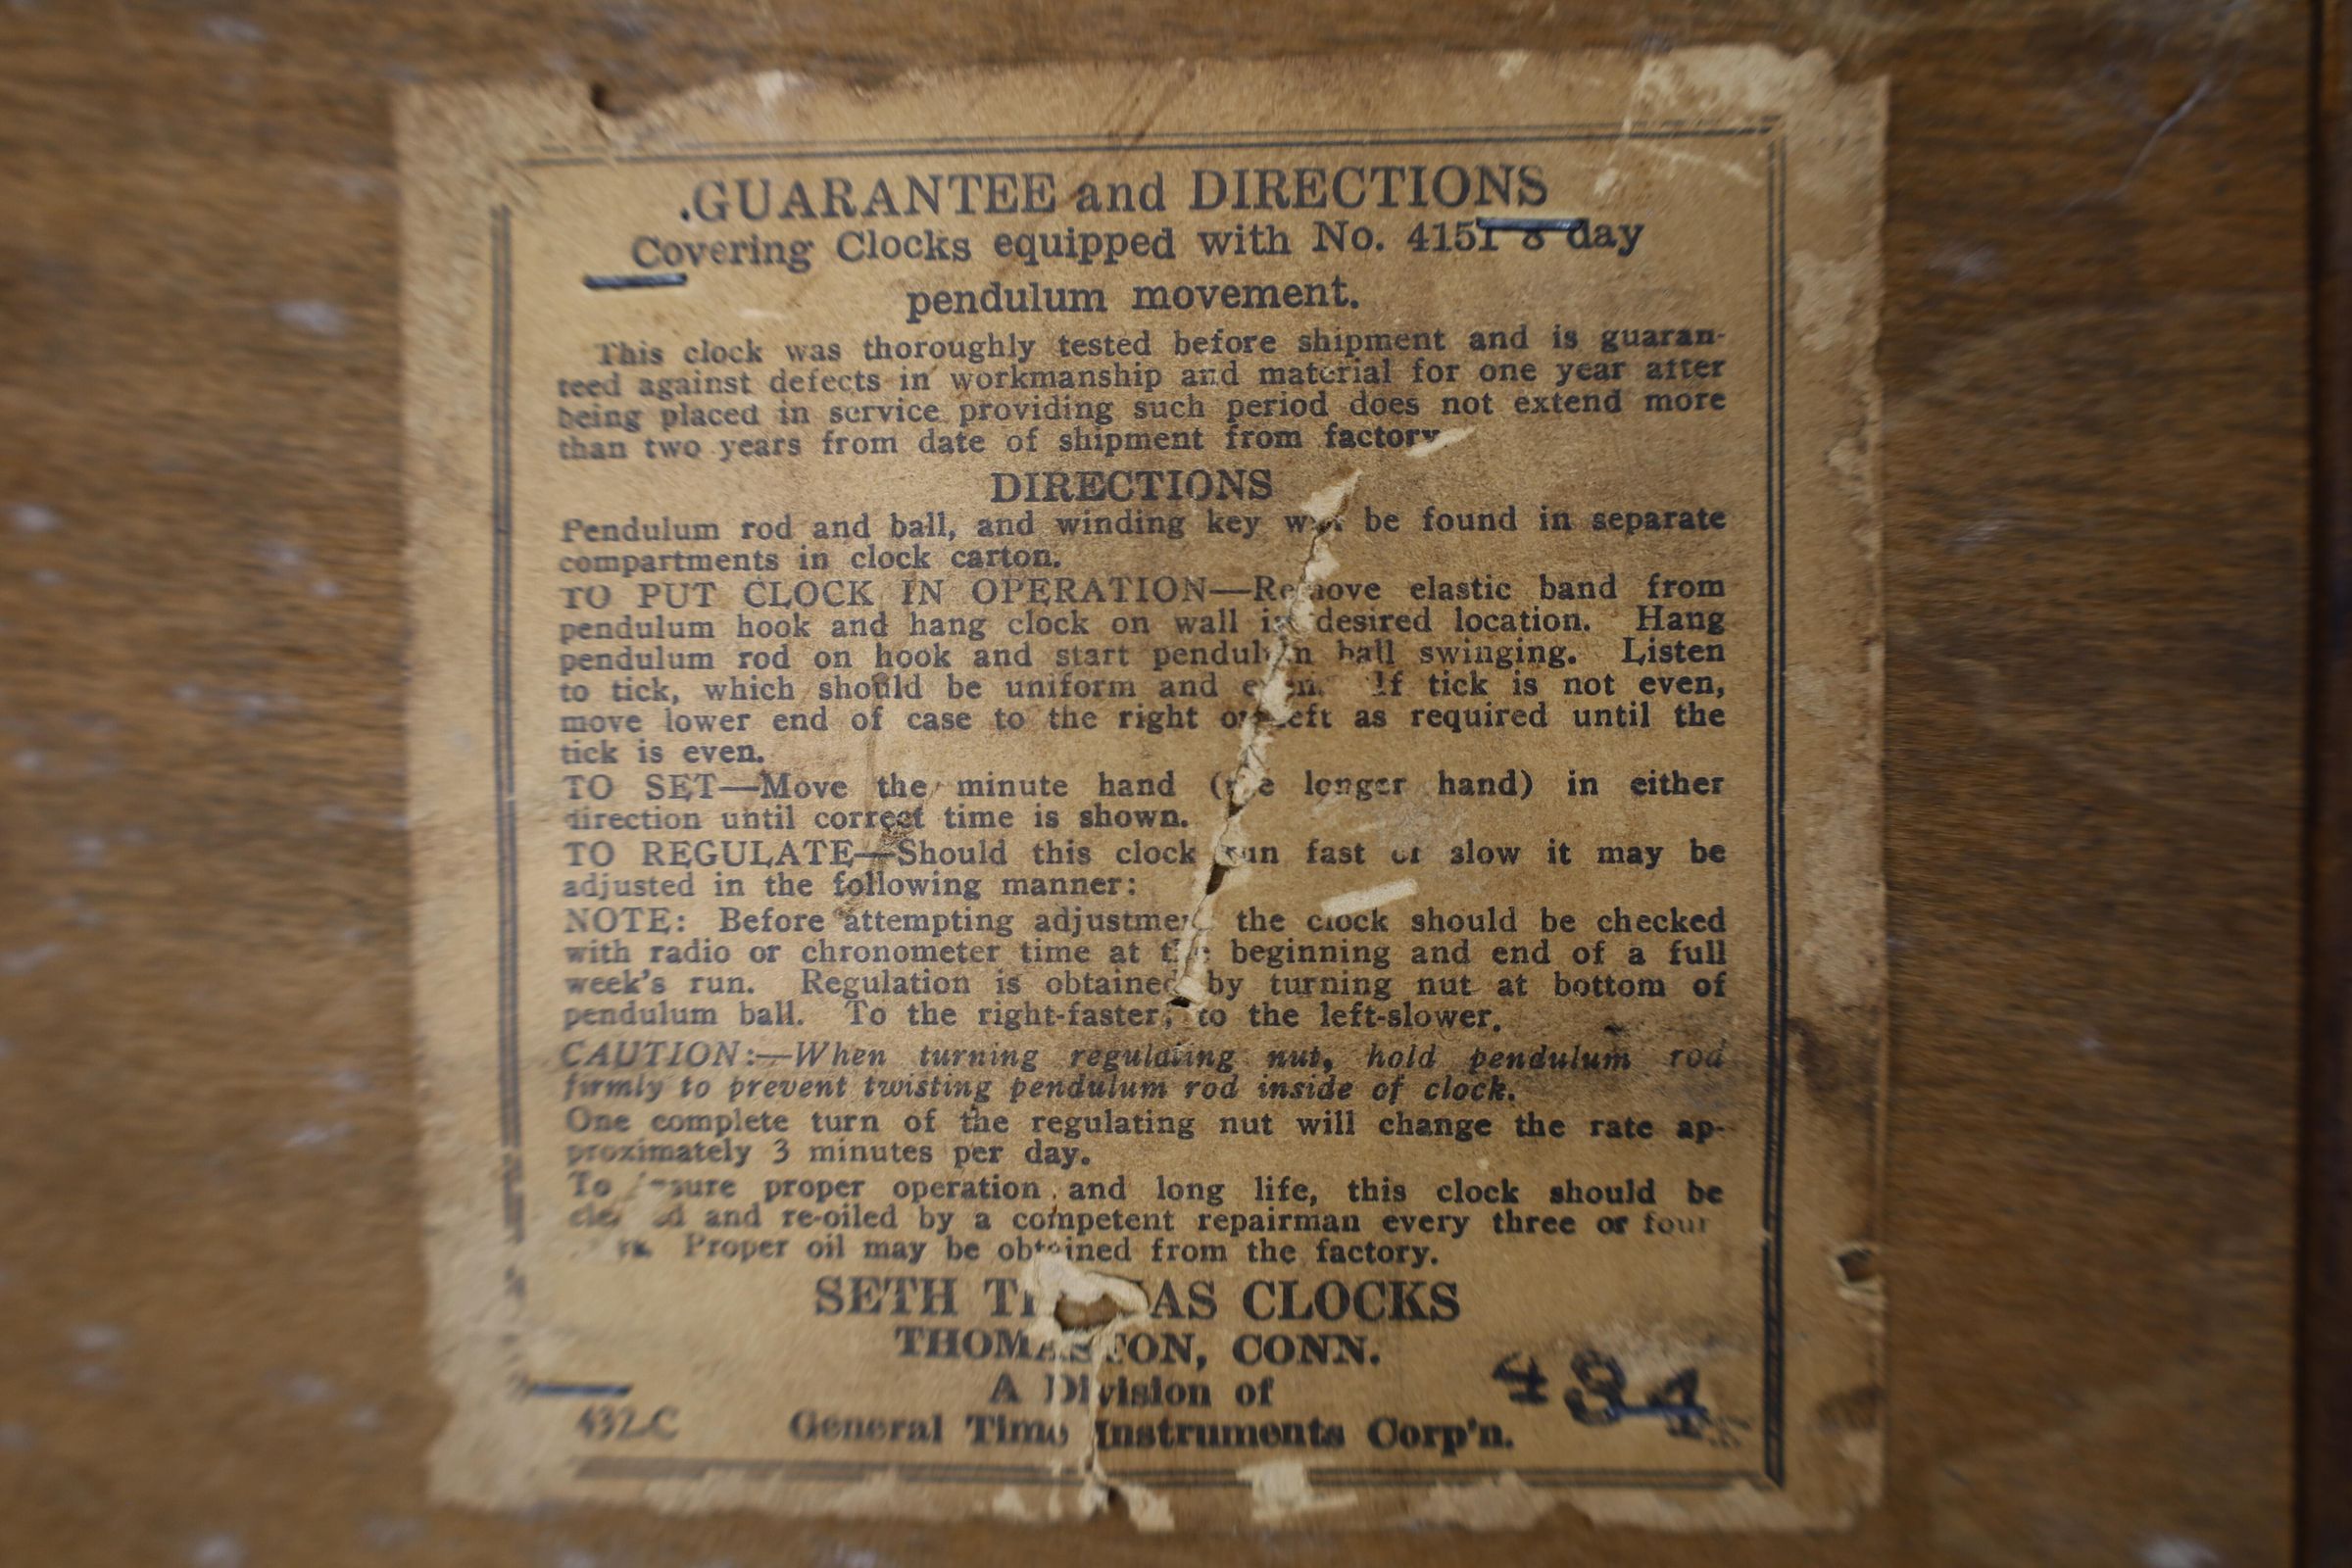 GUARANTEE and DIRECTIONS
Covering Clocks equipped with No. 4151 8 day
pendulum movement.
This clock was thoroughly tested before shipment and is guaran-
teed against defects in workmanship and material for one year after
being placed in service providing such period does not extend more
than two years from date of shipment from factory
DIRECTIONS
Pendulum rod and ball, and winding key will be found in separate
compartments in clock carton.
TO PUT CLOCK IN OPERATION—Remove elastic band from
pendulum hook and hang clock on wall in desired location. Hang
pendulum rod on hook and start pendulum ball swinging. Listen
to tick, which should be uniform and even. If tick is not even,
move lower end of case to the right or left as required until the
tick is even.
TO SET—Move the minute hand (the longer hand) in either
direction until correct time is shown.
TO REGULATE—Should this clock run fast or slow it may be
adjusted in the following manner:
NOTE: Before attempting adjustment the clock should be checked
with radio or chronometer time at the beginning and end of a full
week's run. Regulation is obtained by turning nut at bottom of
pendulum ball. To the right-faster; to the left-slower.
CAUTION:—When turning regulating nut, hold pendulum rod
firmly to prevent twisting pendulum rod inside of clock.
One complete turn of the regulating nut will change the rate ap-
proximately 3 minutes per day.
To proper operation and long life, this clock should be
and re-oiled by a competent repairman every three or four
Proper oil may be obtained from the factory.
SETH THOMAS CLOCKS
THOMASTON, CONN.
A Division of
General Time Instruments Corp'n.
432-C
434